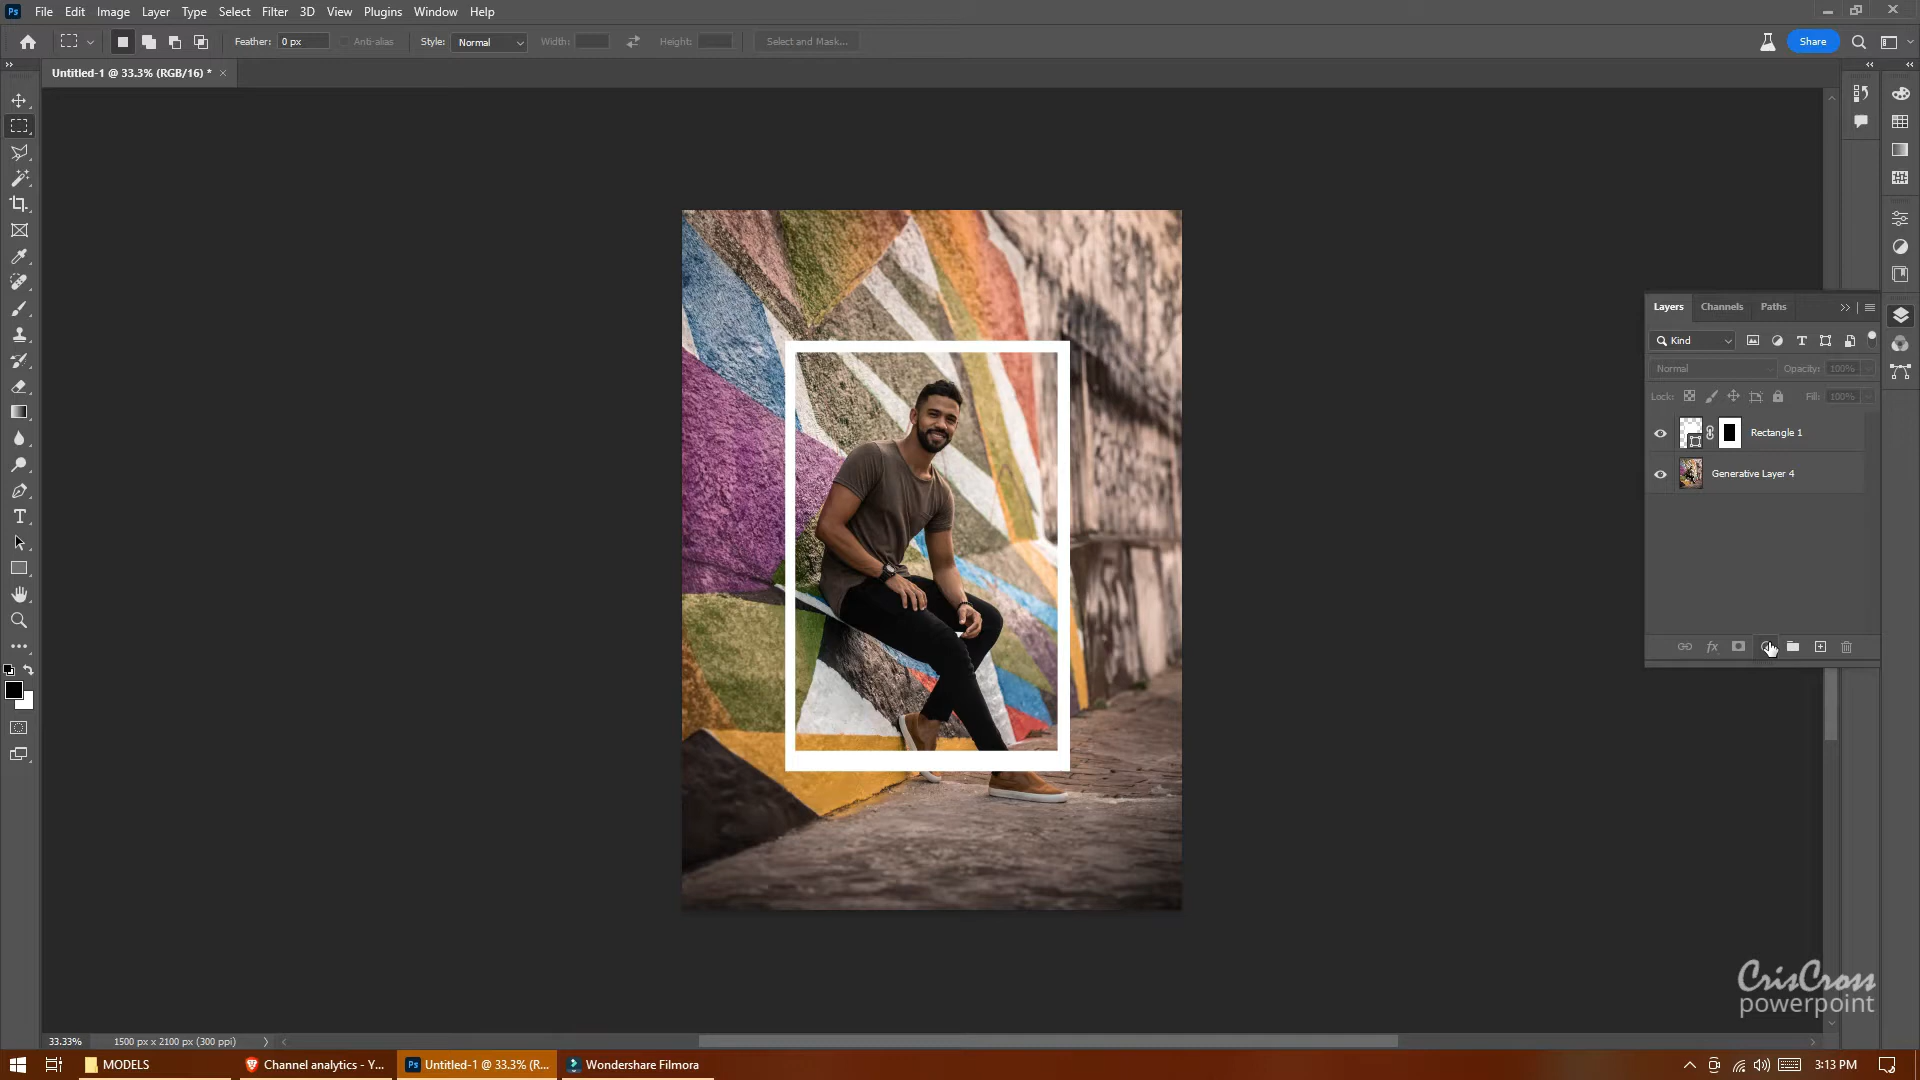 Ps File Edit Image Layer Type Select Filter 3D View Plugins Window Help
Feather: 0 px Anti-alias Style: Normal Width: Height: Select and Mask... Share
Untitled-1 @ 33.3% (RGB/16) *
Layers Channels Paths
Kind
Normal Opacity: 100%
Lock: Fill: 100%
Rectangle 1
Generative Layer 4
CrisCross
powerpoint
33.33% 1500 px x 2100 px (300 ppi)
MODELS Channel analytics - Y... Ps Untitled-1 @ 33.3% (R... Wondershare Filmora 3:13 PM